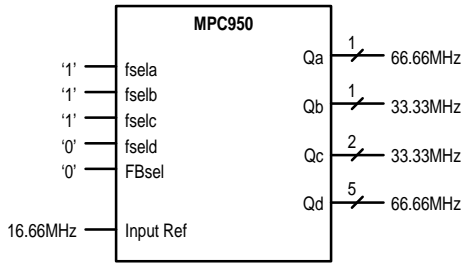 MPC950
'1' fsela
'1' fselb
'1' fselc
'0' fseld
'0' FBsel
16.66MHz Input Ref
Qa 1 66.66MHz
Qb 1 33.33MHz
Qc 2 33.33MHz
Qd 5 66.66MHz